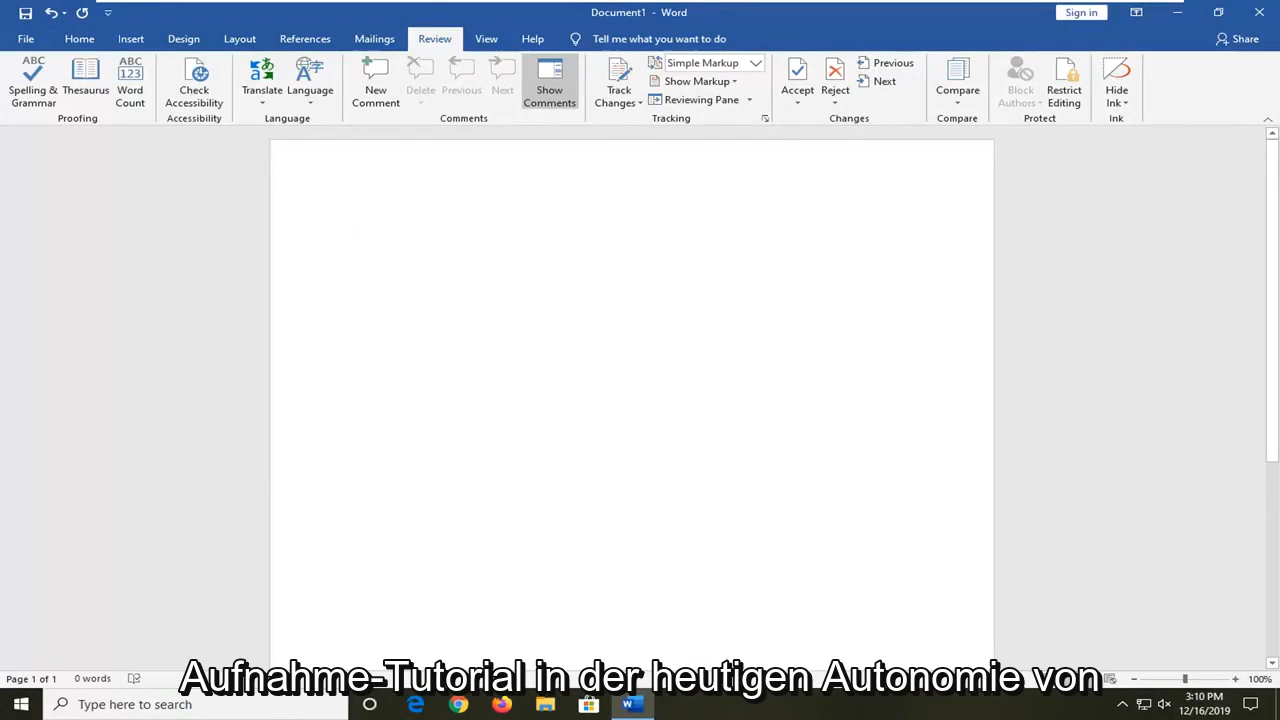 Document1 - Word
Sign in
File Home Insert Design Layout References Mailings Review View Help Tell me what you want to do Share
ABC Spelling & Grammar
Thesaurus
ABC 123 Word Count
Proofing
Check Accessibility
Accessibility
Translate
Language
Language
New Comment
Delete
Previous
Next
Show Comments
Comments
Track Changes
Simple Markup
Show Markup
Reviewing Pane
Tracking
Accept
Reject
Previous
Next
Changes
Compare
Compare
Block Authors
Restrict Editing
Protect
Hide Ink
Ink
Aufnahme-Tutorial in der heutigen Autonomie von
Page 1 of 1 0 words 100%
Type here to search
3:10 PM
12/16/2019